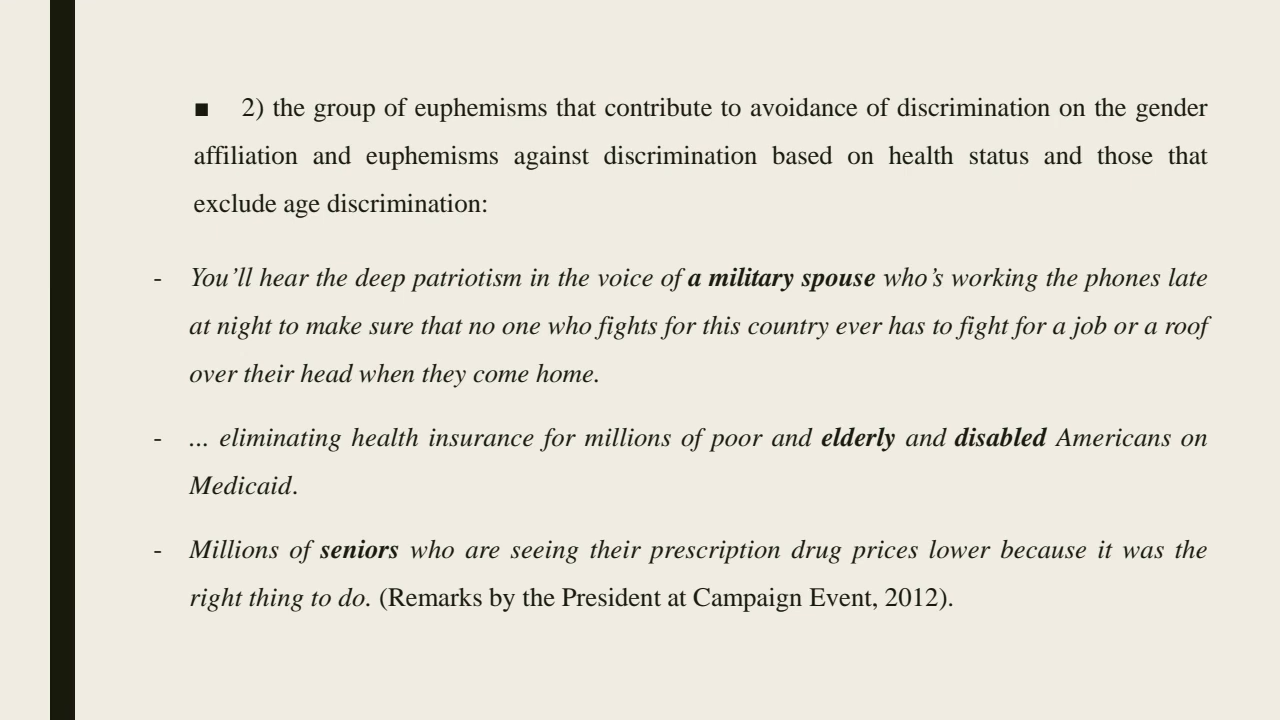 ■ 2) the group of euphemisms that contribute to avoidance of discrimination on the gender
affiliation and euphemisms against discrimination based on health status and those that
exclude age discrimination:
- You’ll hear the deep patriotism in the voice of a military spouse who’s working the phones late
at night to make sure that no one who fights for this country ever has to fight for a job or a roof
over their head when they come home.
- ... eliminating health insurance for millions of poor and elderly and disabled Americans on
Medicaid.
- Millions of seniors who are seeing their prescription drug prices lower because it was the
right thing to do. (Remarks by the President at Campaign Event, 2012).